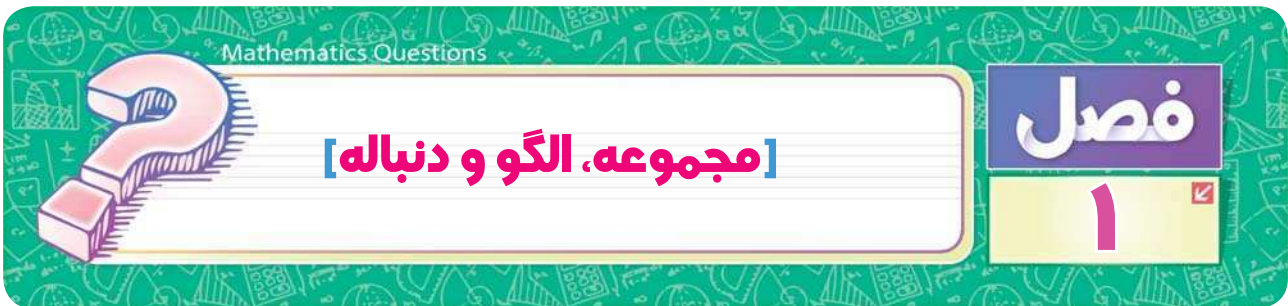 Mathematics Questions
فصل
۱
[مجموعه، الگو و دنباله]